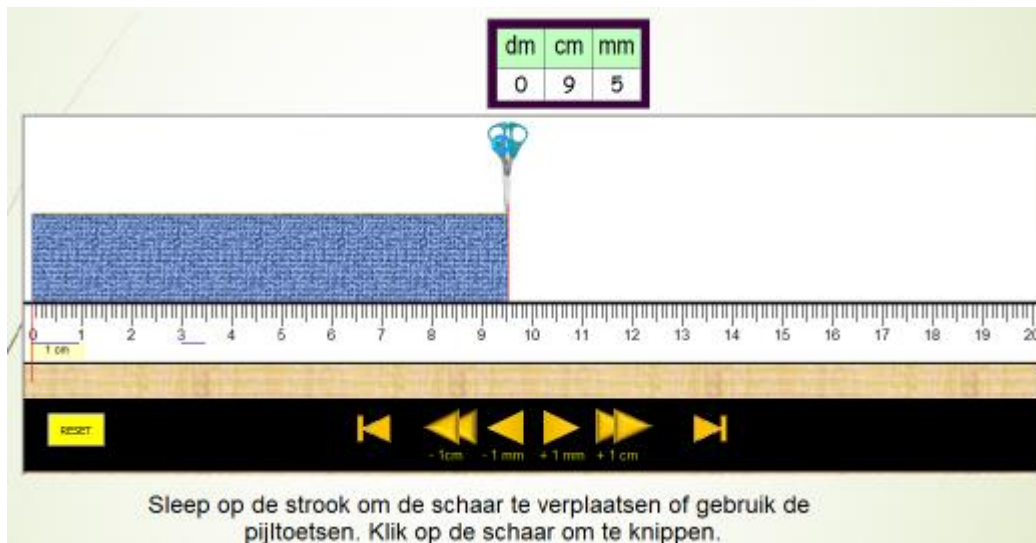 dm cm mm
0 9 5
0 1 2 3 4 5 6 7 8 9 10 11 12 13 14 15 16 17 18 19 20
1 cm
RESET
- 1cm - 1 mm + 1 mm + 1 cm
Sleep op de strook om de schaar te verplaatsen of gebruik de
pijltoetsen. Klik op de schaar om te knippen.